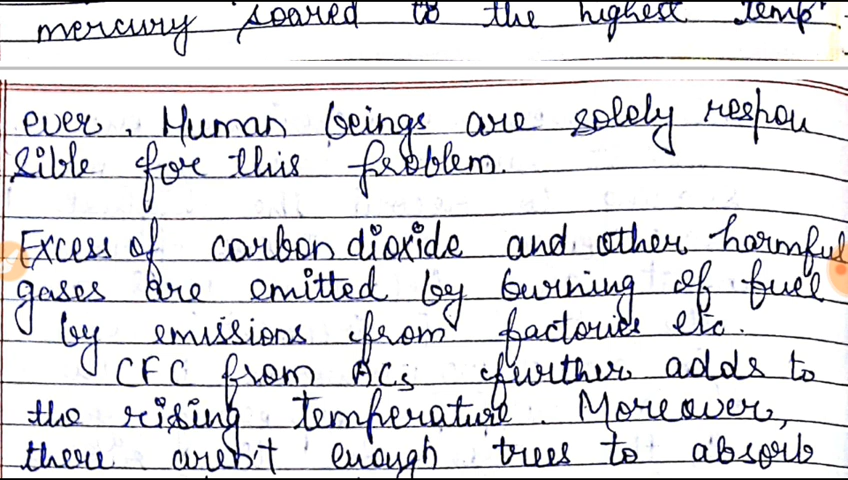 mercury soared to the highest temp.
ever. Human beings are solely respon
sible for this problem.
Excess of carbon dioxide and other harmful
gases are emitted by burning of fuel
by emissions from factories etc.
CFC from ACs further adds to
the rising temperature. Moreover,
there aren't enough trees to absorb